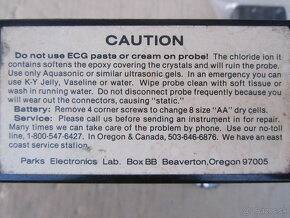 CAUTION
Do not use ECG paste or cream on probe! The chloride ion it
contains softens the epoxy covering the crystals and will ruin the probe.
Use only Aquasonic or similar ultrasonic gels. In an emergency,
use K-Y Jelly, Vaseline or water. Wipe probe clean with soft tissue or
wash in running water. Do not disconnect probe frequently because you
will wear out the connectors, causing "static."
Battery: Remove 4 corner screws to change 8 size "AA" dry cells.
Service: Please call us before sending an instrument in for repair.
Many times we can take care of the problem by phone. Use our no-toll
line, 1-800-547-6427. In Oregon & Canada, 503-646-6876. We have an east
coast service station.
Parks Electronics Lab. Box BB Beaverton, Oregon 97005